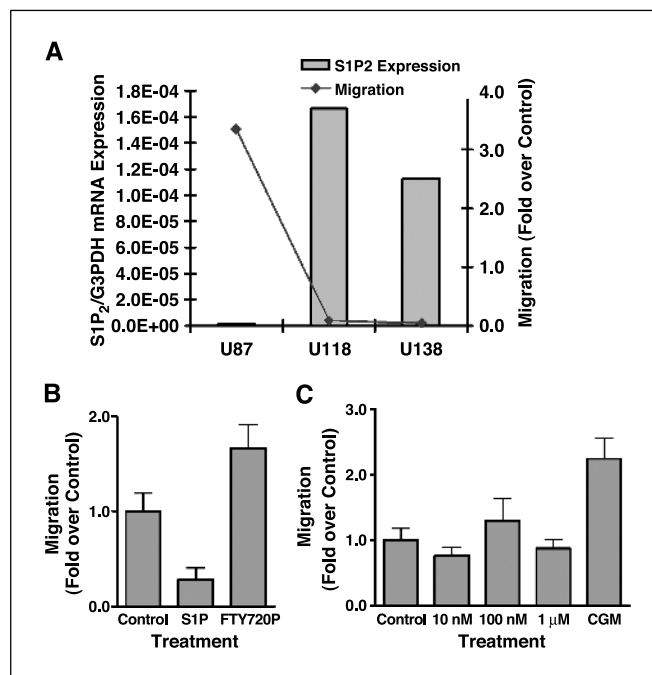 A
S1P2 Expression
Migration
S1P₂/G3PDH mRNA Expression
1.8E-04
1.6E-04
1.4E-04
1.2E-04
1.0E-04
8.0E-05
6.0E-05
4.0E-05
2.0E-05
0.0E+00
4.0
3.0
2.0
1.0
0.0
Migration (Fold over Control)
U87 U118 U138
B
Migration
(Fold over Control)
2.0
1.0
0.0
Control S1P FTY720P
Treatment
C
Migration
(Fold over Control)
3.0
2.0
1.0
0.0
Control 10 nM 100 nM 1 μM CGM
Treatment